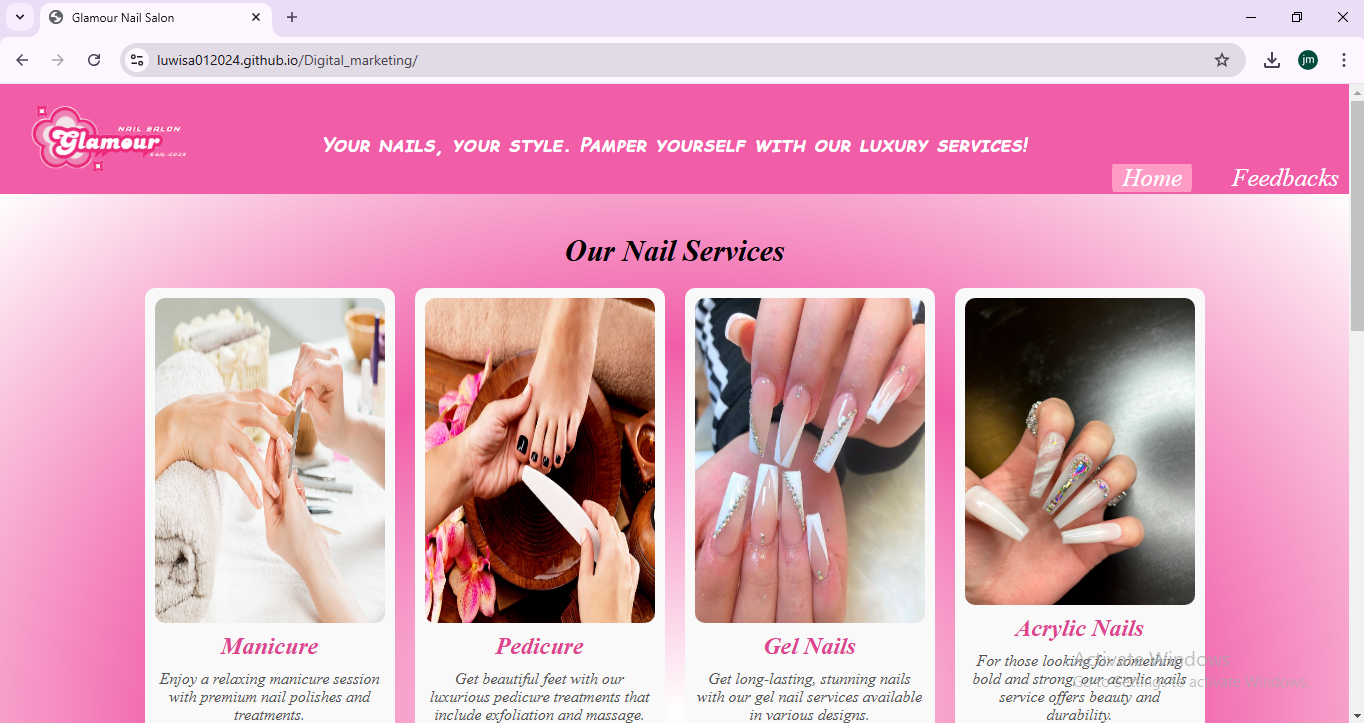 Glamour Nail Salon
luwisa012024.github.io/Digital_marketing/
jm
NAIL SALON
Glamour
Your nails, your style. Pamper yourself with our luxury services!
Home
Feedbacks
Our Nail Services
Manicure
Enjoy a relaxing manicure session
with premium nail polishes and
treatments.
Pedicure
Get beautiful feet with our
luxurious pedicure treatments that
include exfoliation and massage.
Gel Nails
Get long-lasting, stunning nails
with our gel nail services available
in various designs.
Acrylic Nails
For those looking for something
bold and strong, our acrylic nails
service offers beauty and
durability.
Activate Windows
Go to Settings to activate Windows.